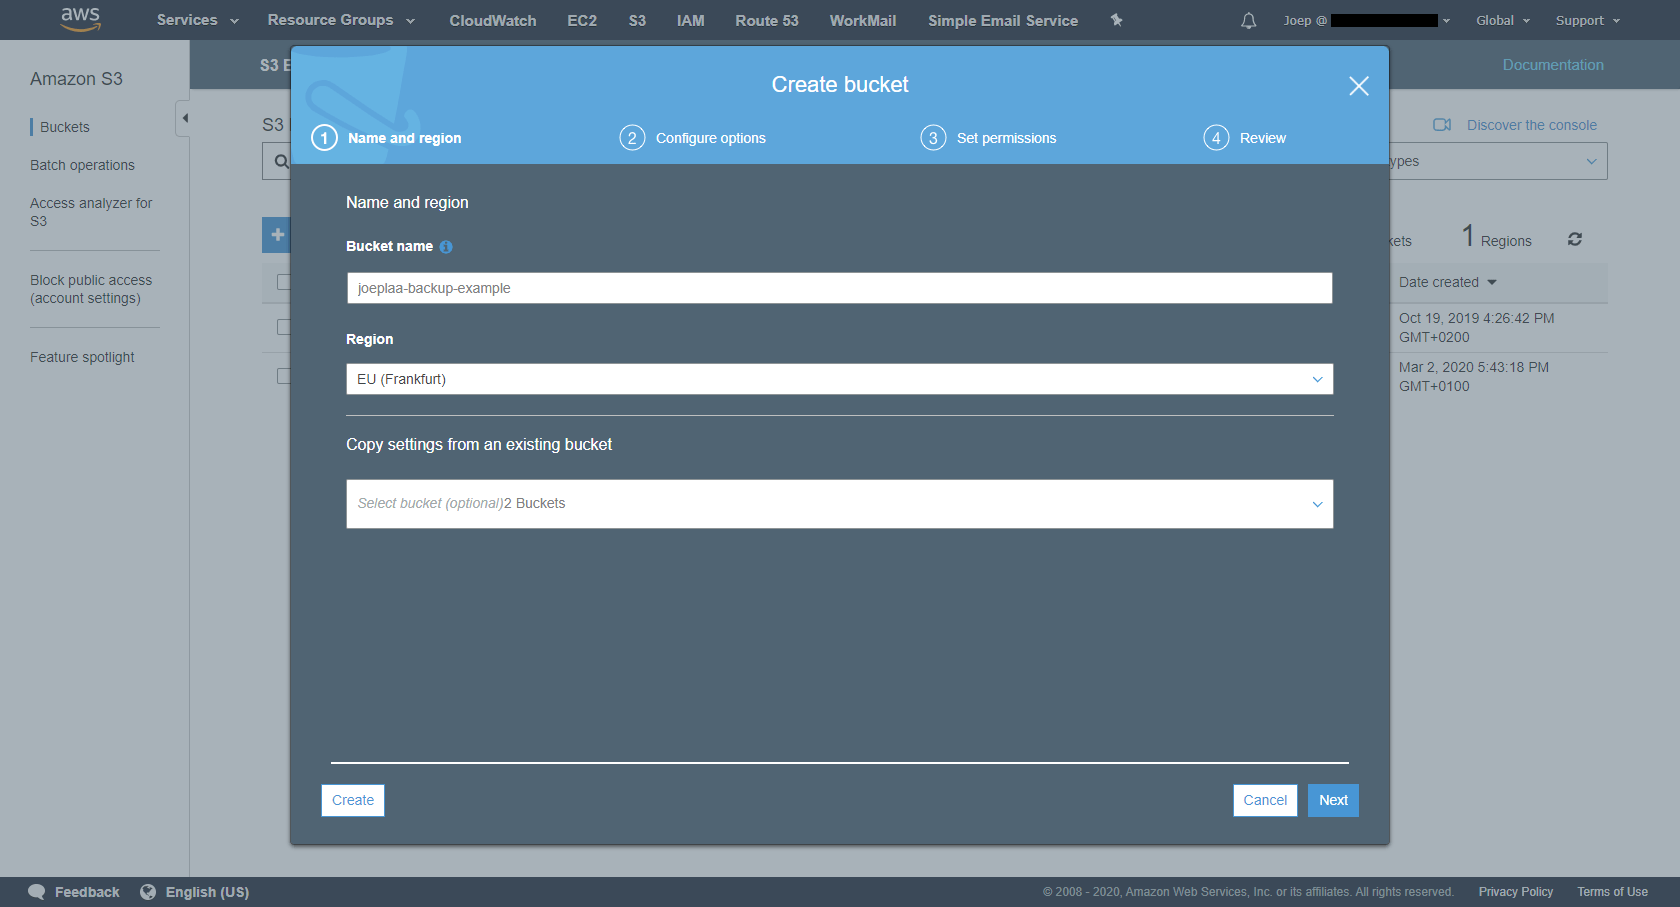 aws Services Resource Groups CloudWatch EC2 S3 IAM Route 53 WorkMail Simple Email Service Joep @ Global Support
Amazon S3
Buckets
Batch operations
Access analyzer for
S3
Block public access
(account settings)
Feature spotlight
S3
Documentation
S3
Discover the console
ypes
kets 1 Regions
Date created
Oct 19, 2019 4:26:42 PM
GMT+0200
Mar 2, 2020 5:43:18 PM
GMT+0100
Create bucket
1 Name and region 2 Configure options 3 Set permissions 4 Review
Name and region
Bucket name
joeplaa-backup-example
Region
EU (Frankfurt)
Copy settings from an existing bucket
Select bucket (optional)2 Buckets
Create Cancel Next
Feedback English (US) © 2008 - 2020, Amazon Web Services, Inc. or its affiliates. All rights reserved. Privacy Policy Terms of Use